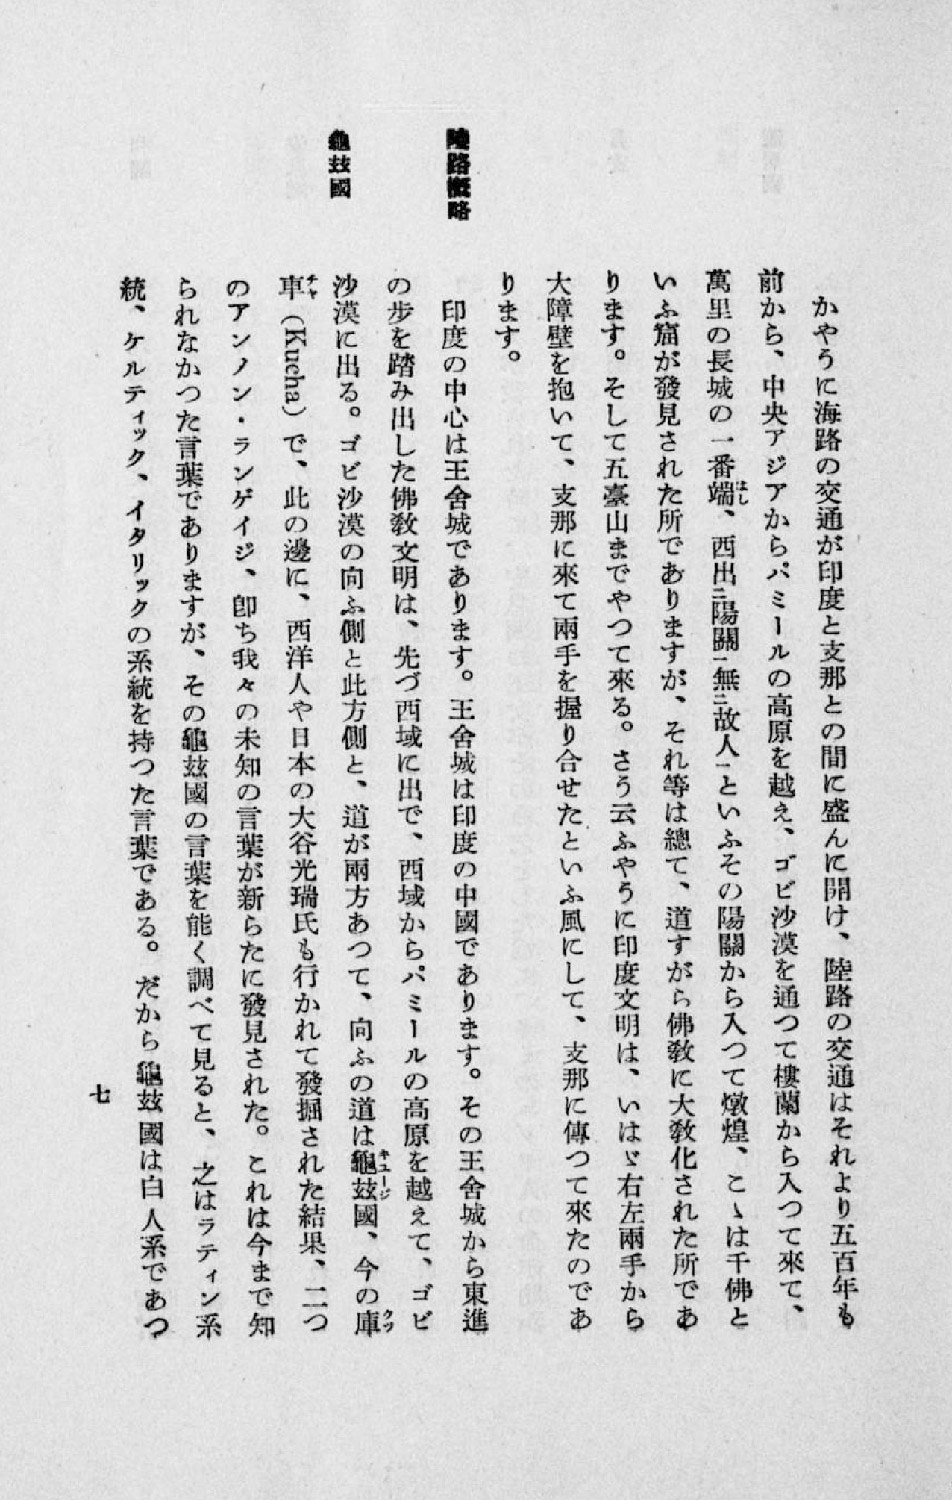 かやうに海路の交通が印度と支那との間に盛んに開け、陸路の交通はそれより五百年も
前から、中央アジアからパミールの高原を越え、ゴビ沙漠を通つて樓蘭から入つて來て、
萬里の長城の一番端、西出二陽關一無二故人一といふその陽關から入つて燉煌、こゝは千佛と
いふ窟が發見された所でありますが、それ等は總て、道すがら佛教に大教化された所であ
ります。そして五臺山までやつて來る。さう云ふやうに印度文明は、いはゞ右左兩手から
大障壁を抱いて、支那に來て兩手を握り合せたといふ風にして、支那に傳つて來たのであ
ります。
陸路概略
印度の中心は王舍城であります。王舍城は印度の中國であります。その王舍城から東進
の步を踏み出した佛教文明は、先づ西域に出で、西域からパミールの高原を越えて、ゴビ
龜玆國
沙漠に出る。ゴビ沙漠の向ふ側と此方側と、道が兩方あつて、向ふの道は龜玆國、今の庫
車（Kucha）で、此の邊に、西洋人や日本の大谷光瑞氏も行かれて發掘された結果、二つ
のアンノン・ランゲイジ、卽ち我々の未知の言葉が新らたに發見された。これは今まで知
られなかつた言葉でありますが、その龜玆國の言葉を能く調べて見ると、之はラティン系
統、ケルティック、イタリックの系統を持つた言葉である。だから龜玆國は白人系であつ
七